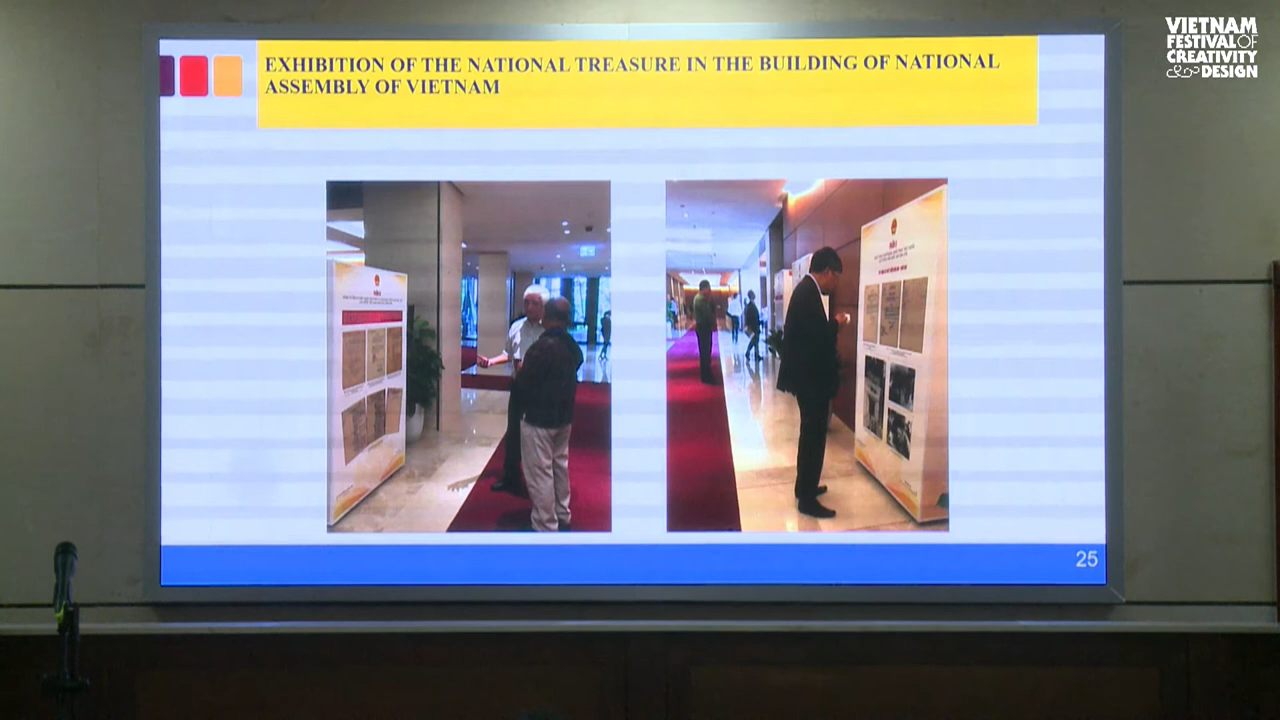 VIETNAM
FESTIVAL OF
CREATIVITY
& DESIGN
EXHIBITION OF THE NATIONAL TREASURE IN THE BUILDING OF NATIONAL
ASSEMBLY OF VIETNAM
25